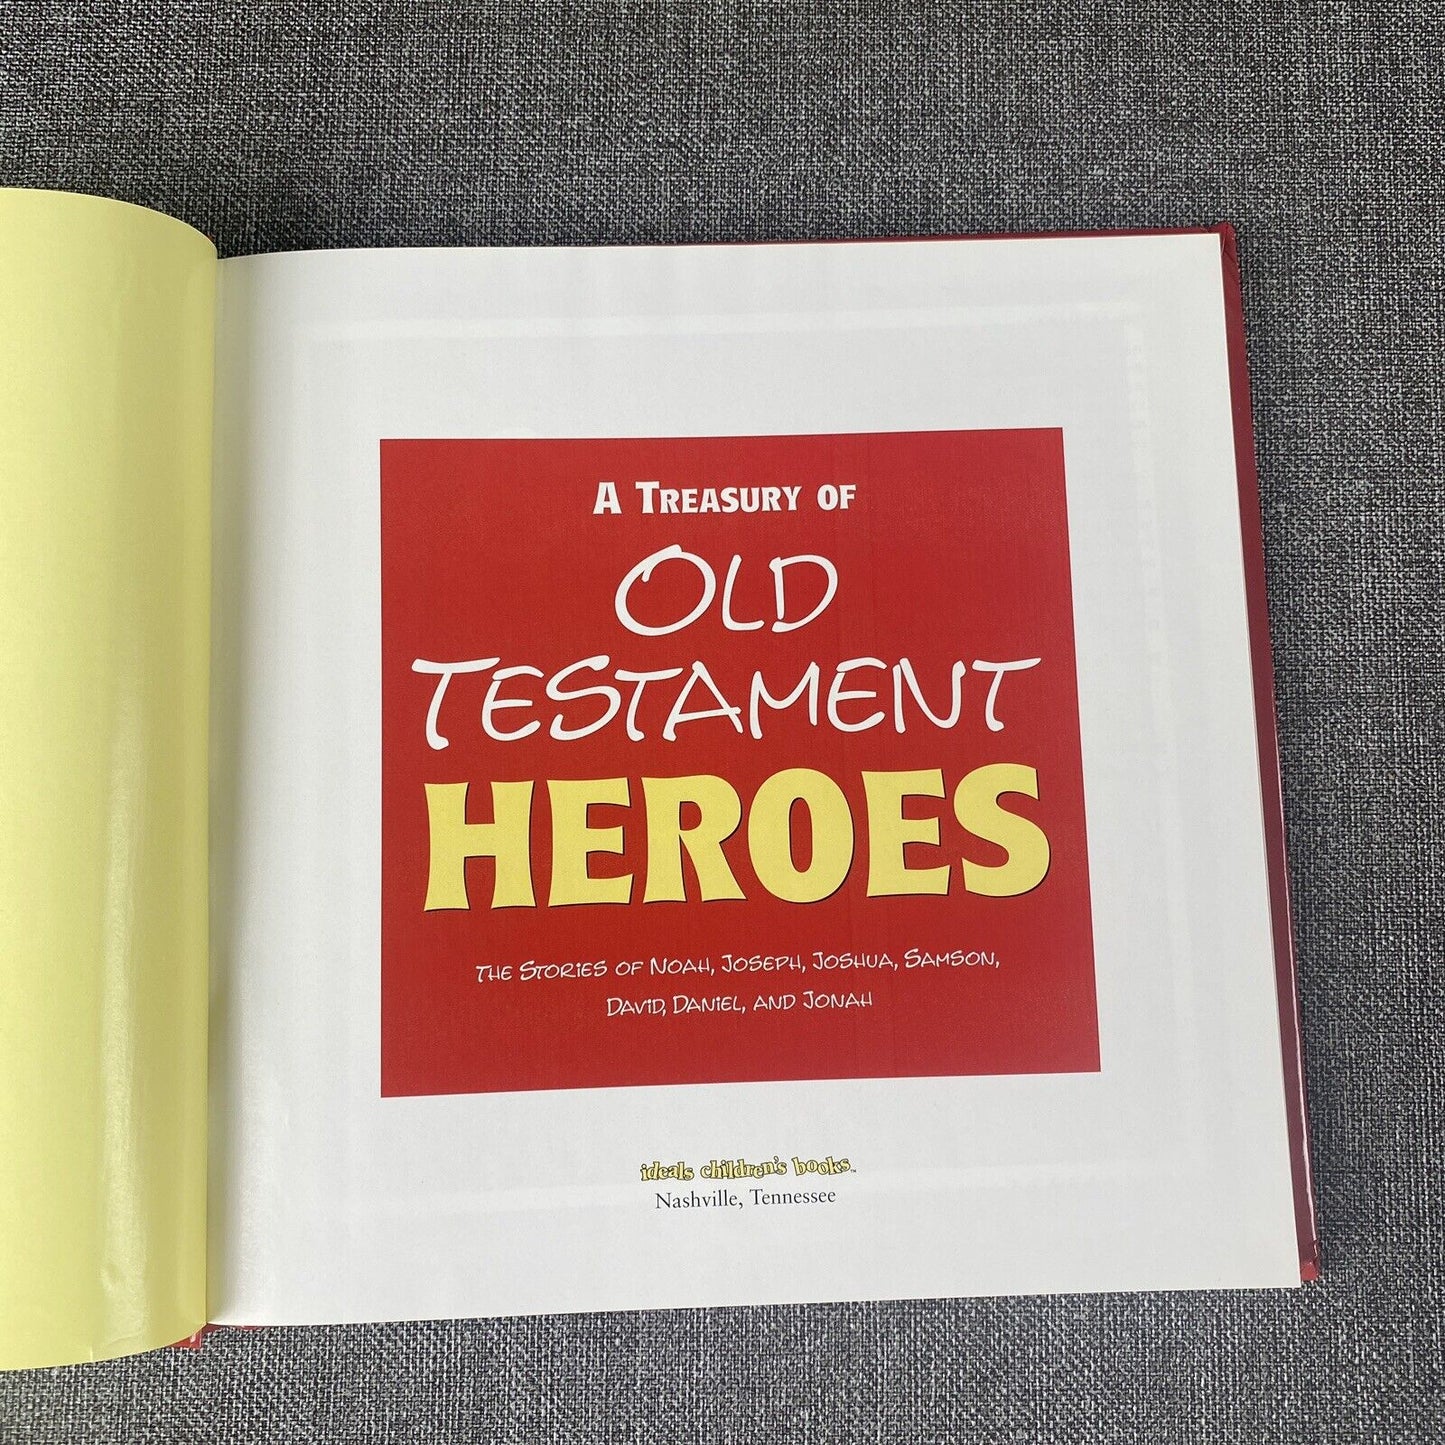 A TREASURY OF
OLD
TESTAMENT
HEROES
THE STORIES OF NOAH, JOSEPH, JOSHUA, SAMSON,
DAVID, DANIEL, AND JONAH
ideals children's books™
Nashville, Tennessee